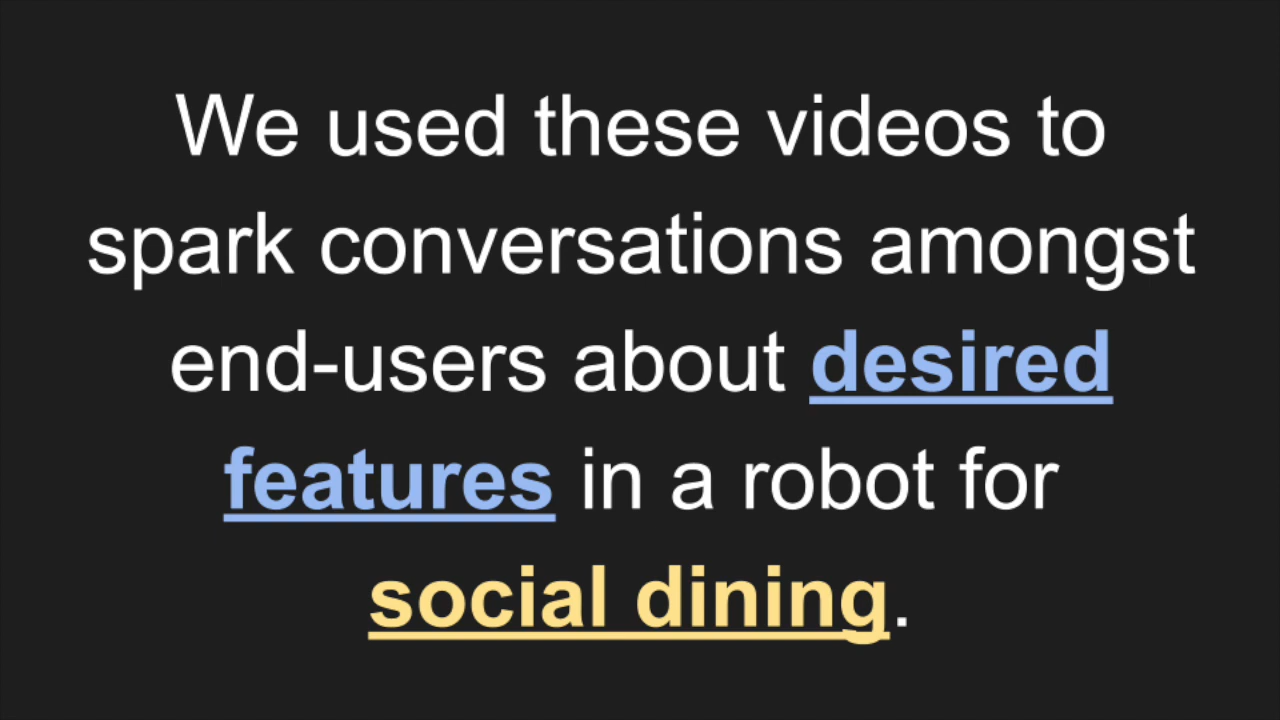 We used these videos to
spark conversations amongst
end-users about desired
features in a robot for
social dining.